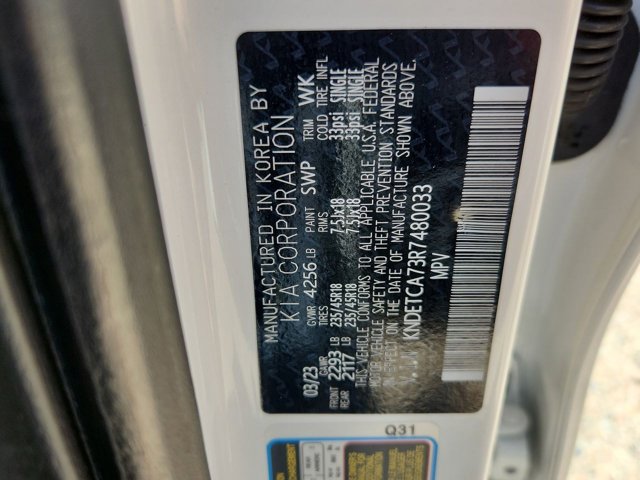 MANUFACTURED IN KOREA BY
KIA CORPORATION
03/23 GVWR 4256 LB PAINT SWP TRIM WK
GAWR TIRES RIMS COLD TIRE INFL
FRONT 2293 LB 235/45R18 7.5Jx18 33psi SINGLE
REAR 2117 LB 235/45R18 7.5Jx18 33psi SINGLE
THIS VEHICLE CONFORMS TO ALL APPLICABLE U.S.A. FEDERAL
MOTOR VEHICLE SAFETY AND THEFT PREVENTION STANDARDS
IN EFFECT ON THE DATE OF MANUFACTURE SHOWN ABOVE.
KNDETCA73R7480033
MPV
Q31